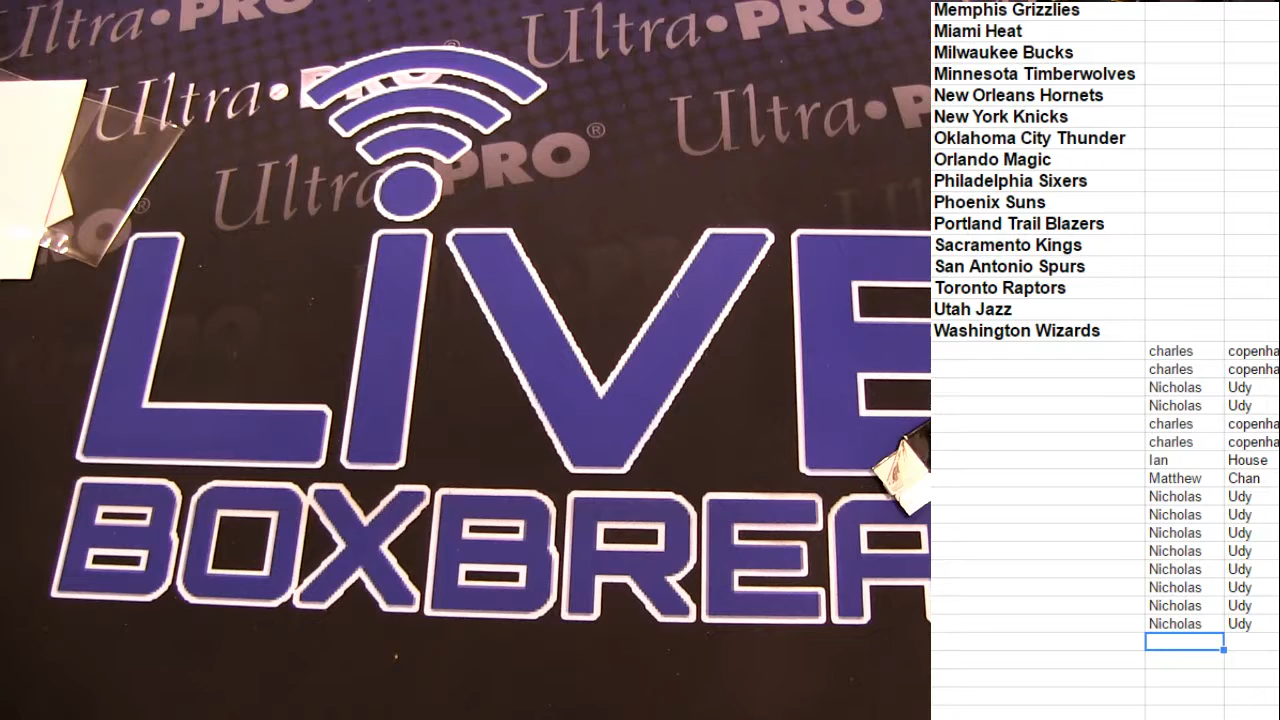 Ultra•PRO
Ultra•PRO
Ultra•PRO®
Ultra•PRO
Ultra PRO®
PRO®
LiVE
BOXBREA
Memphis Grizzlies
Miami Heat
Milwaukee Bucks
Minnesota Timberwolves
New Orleans Hornets
New York Knicks
Oklahoma City Thunder
Orlando Magic
Philadelphia Sixers
Phoenix Suns
Portland Trail Blazers
Sacramento Kings
San Antonio Spurs
Toronto Raptors
Utah Jazz
Washington Wizards
charles copenha
charles copenha
Nicholas Udy
Nicholas Udy
charles copenha
charles copenha
Ian House
Matthew Chan
Nicholas Udy
Nicholas Udy
Nicholas Udy
Nicholas Udy
Nicholas Udy
Nicholas Udy
Nicholas Udy
Nicholas Udy